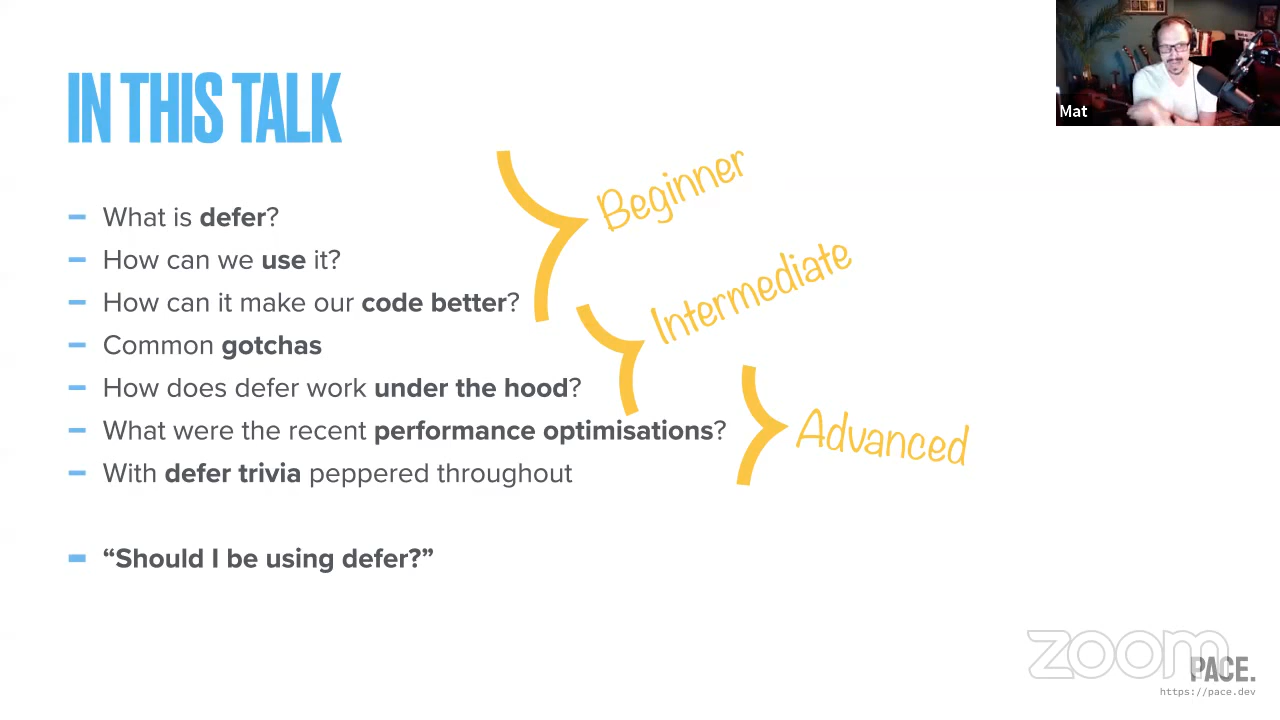 IN THIS TALK
Mat
Beginner
– What is defer?
– How can we use it?
Intermediate
– How can it make our code better?
– Common gotchas
– How does defer work under the hood?
– What were the recent performance optimisations?
Advanced
– With defer trivia peppered throughout
– “Should I be using defer?”
zoom
PACE.
https://pace.dev